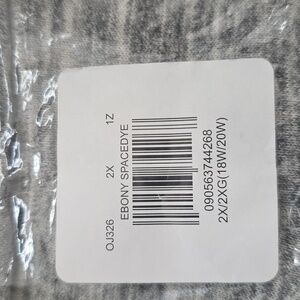 OJ326 2X 1Z
EBONY SPACEDYE
090563744268
2X/2XG(18W/20W)